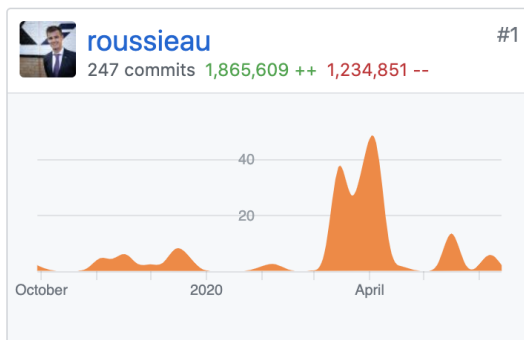 roussieau
#1
247 commits 1,865,609 ++ 1,234,851 --
40
20
October 2020 April